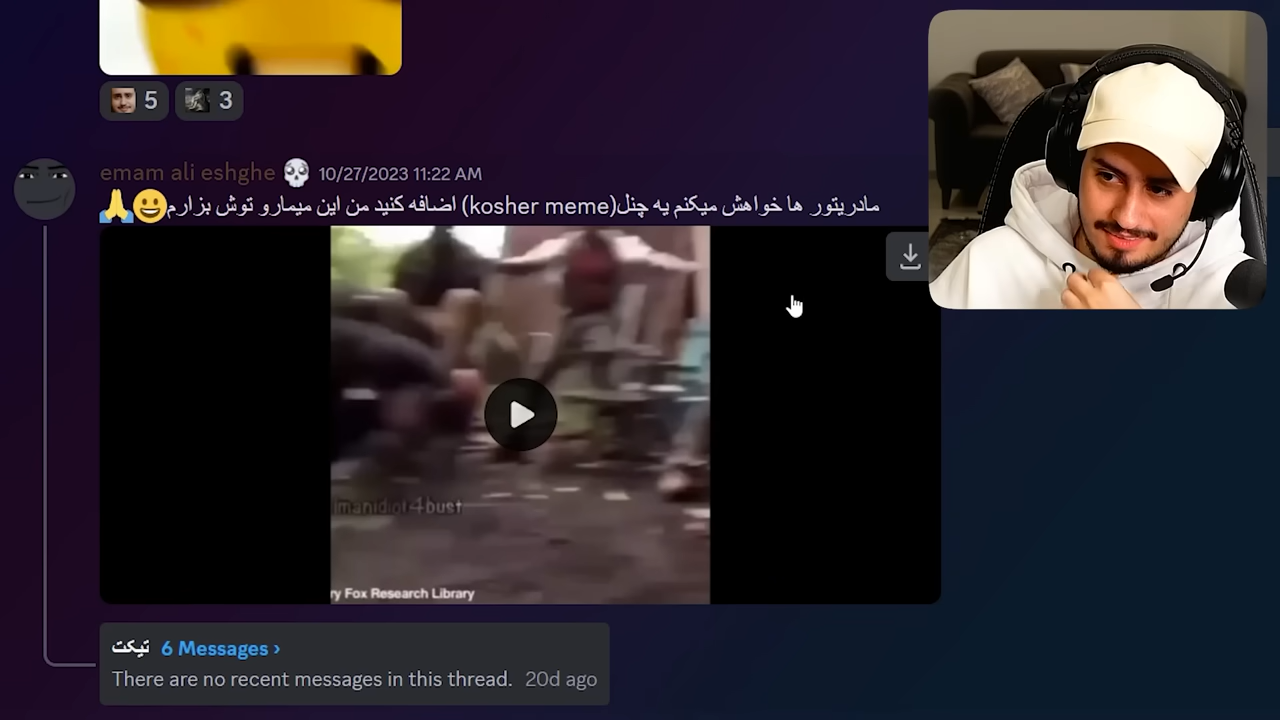 5
3
emam ali eshghe 💀 10/27/2023 11:22 AM
مادریتور ها خواهش میکنم یه چنل(kosher meme) اضافه کنید من این میمارو توش بزارم😀🙏
manidiot4bust
ry Fox Research Library
تیکت 6 Messages ›
There are no recent messages in this thread. 20d ago